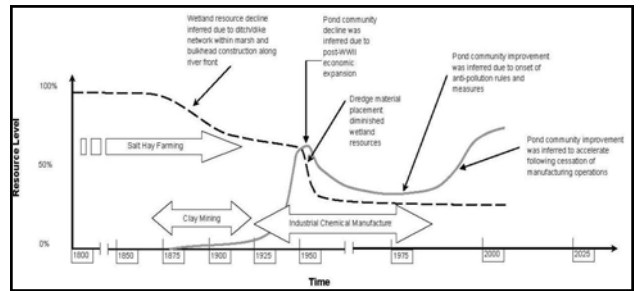 Wetland resource decline
inferred due to ditch/dike
network within marsh and
bulkhead construction along
river front
Pond community
decline was
inferred due to
post-WWII
economic
expansion
Pond community improvement
was inferred due to onset of
anti-pollution rules and
measures
Dredge material
placement,
diminished
wetland
resources
Pond community improvement
was inferred to accelerate
following cessation of
manufacturing operations
Resource Level
100%
50%
0%
Salt Hay Farming
Clay Mining
Industrial Chemical Manufacture
1800
1850
1875
1900
1925
1950
1975
2000
2025
Time